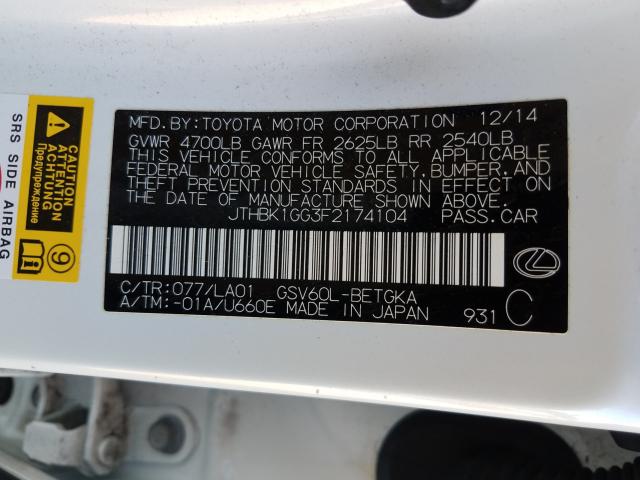 MFD. BY: TOYOTA MOTOR CORPORATION 12/14
GVWR 4700LB GAWR FR 2625LB RR 2540LB
THIS VEHICLE CONFORMS TO ALL APPLICABLE
FEDERAL MOTOR VEHICLE SAFETY, BUMPER, AND
THEFT PREVENTION STANDARDS IN EFFECT ON
THE DATE OF MANUFACTURE SHOWN ABOVE.
JTHBK1GG3F2174104 PASS. CAR
C/TR: 077/LA01 GSV60L-BETGKA
A/TM: -01A/U660E MADE IN JAPAN 931 C
SRS SIDE AIRBAG
CAUTION
ATTENTION
Предупреждение
9